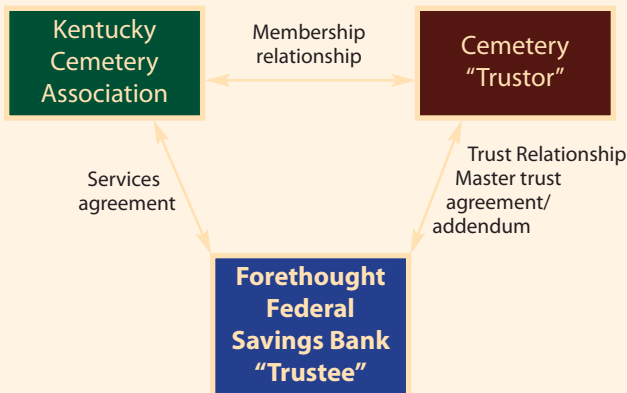 Kentucky
Cemetery
Association
Membership
relationship
Cemetery
“Trustor”
Services
agreement
Trust Relationship
Master trust
agreement/
addendum
Forethought
Federal
Savings Bank
“Trustee”